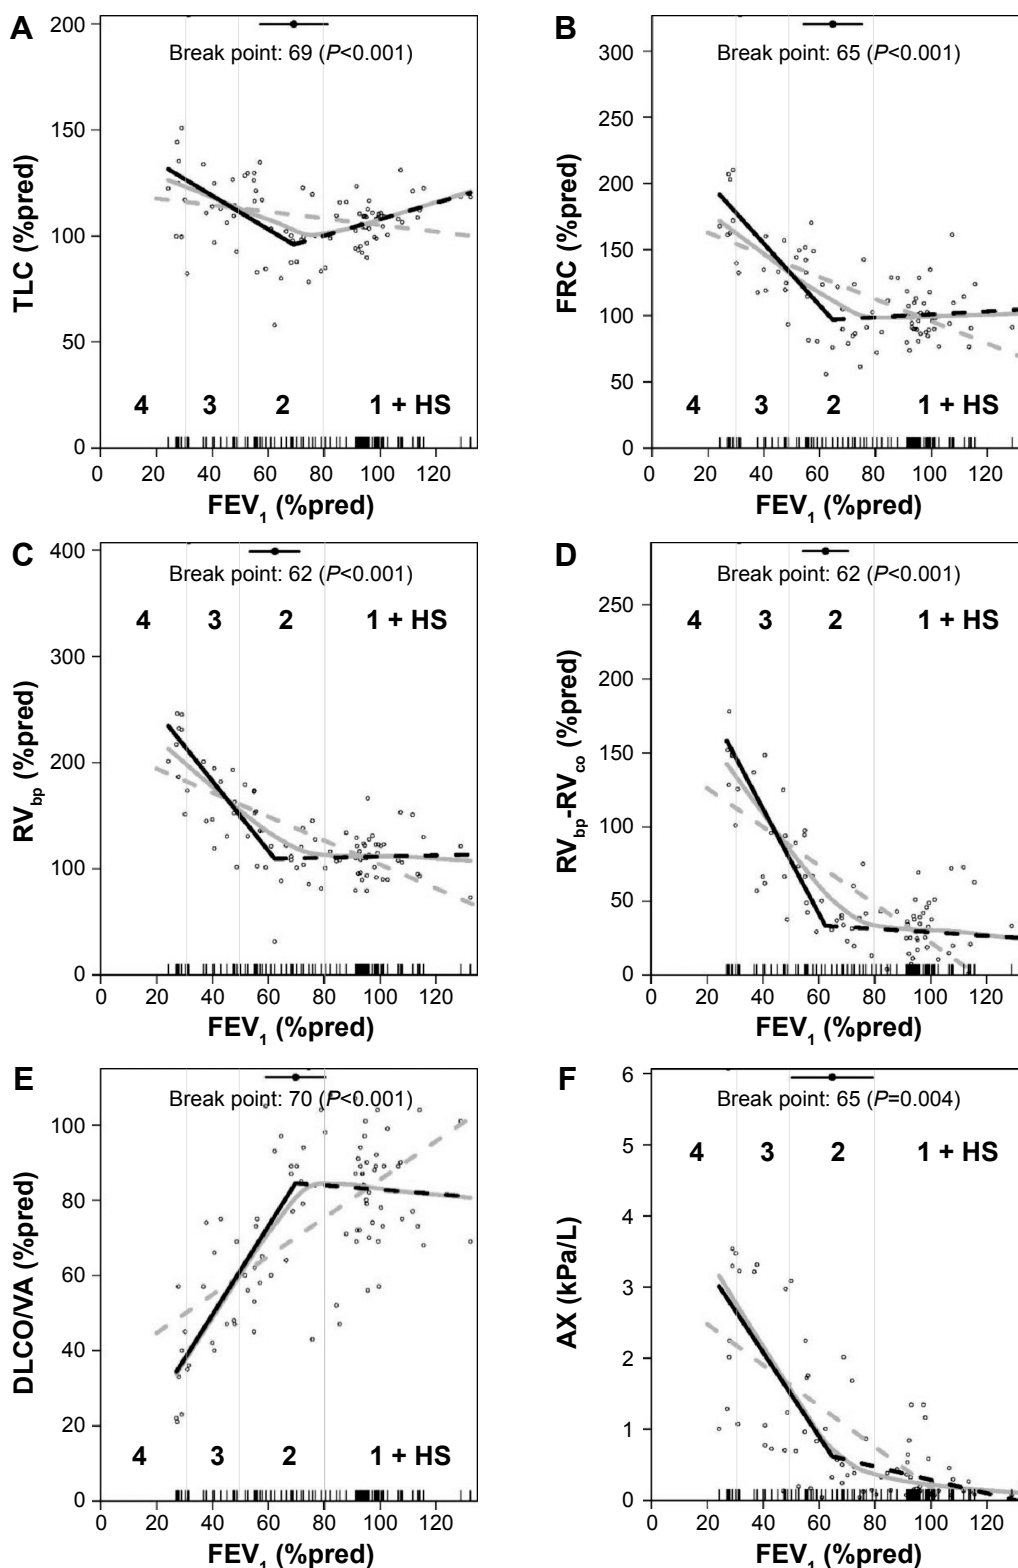 A
Break point: 69 (P<0.001)
200
150
100
50
0
TLC (%pred)
4 3 2 1 + HS
0 20 40 60 80 100 120
FEV1 (%pred)
B
Break point: 65 (P<0.001)
300
250
200
150
100
50
0
FRC (%pred)
4 3 2 1 + HS
0 20 40 60 80 100 120
FEV1 (%pred)
C
Break point: 62 (P<0.001)
4 3 2 1 + HS
400
300
200
100
0
RVbp (%pred)
0 20 40 60 80 100 120
FEV1 (%pred)
D
Break point: 62 (P<0.001)
4 3 2 1 + HS
250
200
150
100
50
0
RVbp-RVco (%pred)
0 20 40 60 80 100 120
FEV1 (%pred)
E
Break point: 70 (P<0.001)
100
80
60
40
20
0
DLCO/VA (%pred)
4 3 2 1 + HS
0 20 40 60 80 100 120
FEV1 (%pred)
F
Break point: 65 (P=0.004)
4 3 2 1 + HS
6
5
4
3
2
1
0
AX (kPa/L)
0 20 40 60 80 100 120
FEV1 (%pred)